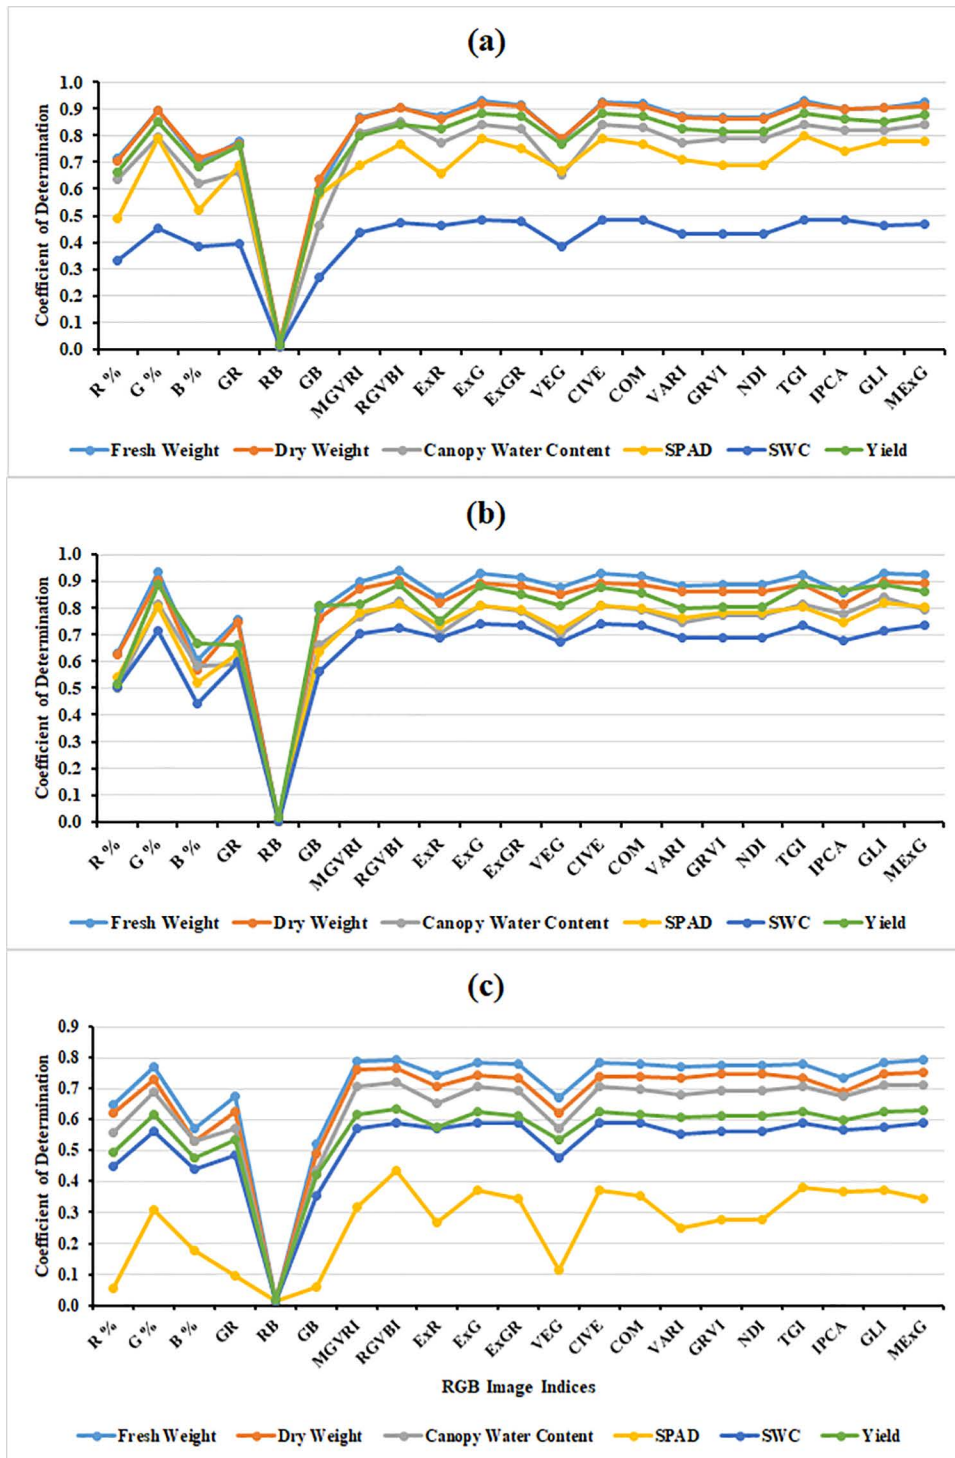 (a)
Coefficient of Determination
1.0
0.9
0.8
0.7
0.6
0.5
0.4
0.3
0.2
0.1
0.0
R % G % B % GR RB GB MGVRI RGVBI ExR ExG ExGR VEG CIVE COM VARI GRVI NDI TGI IPCA GLI MExG
Fresh Weight Dry Weight Canopy Water Content SPAD SWC Yield
(b)
Coefficient of Determination
1.0
0.9
0.8
0.7
0.6
0.5
0.4
0.3
0.2
0.1
0.0
R % G % B % GR RB GB MGVRI RGVBI ExR ExG ExGR VEG CIVE COM VARI GRVI NDI TGI IPCA GLI MExG
Fresh Weight Dry Weight Canopy Water Content SPAD SWC Yield
(c)
Coefficient of Determination
0.9
0.8
0.7
0.6
0.5
0.4
0.3
0.2
0.1
0.0
R % G % B % GR RB GB MGVRI RGVBI ExR ExG ExGR VEG CIVE COM VARI GRVI NDI TGI IPCA GLI MExG
RGB Image Indices
Fresh Weight Dry Weight Canopy Water Content SPAD SWC Yield